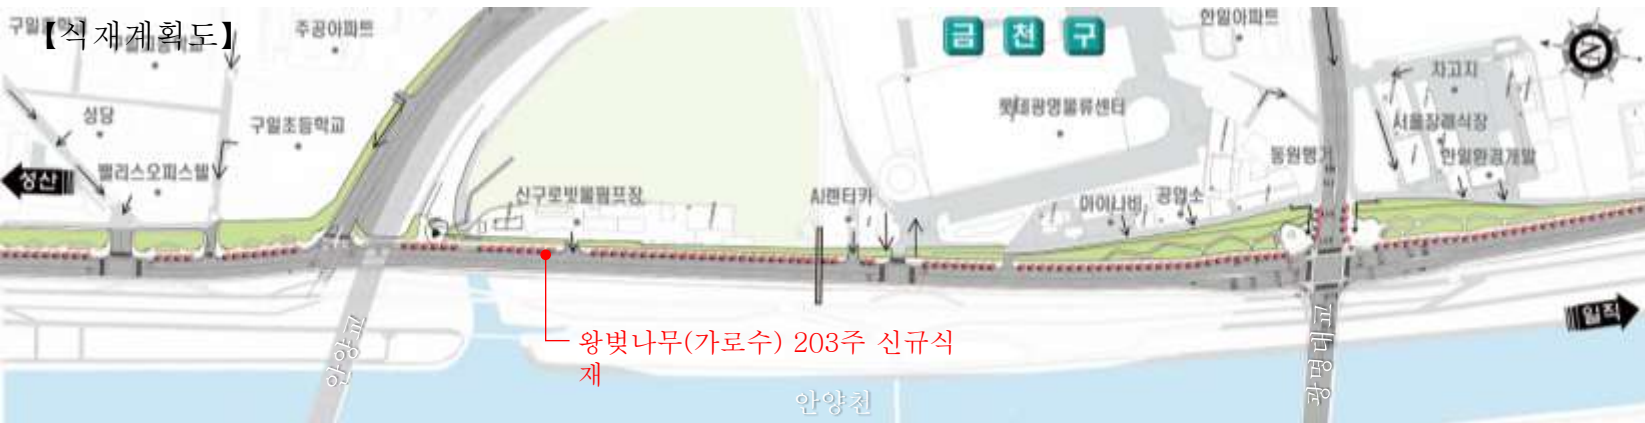 【식재계획도】
주공아파트
금천구
한일아파트
차고지
성당
구일초등학교
롯데광명물류센터
서울장례식장
동원행거
한일환경개발
성산
밸리스오피스텔
신구로빗물펌프장
AJ렌터카
아이나비
공업소
일직
왕벚나무(가로수) 203주 신규식
재
안양교
광명대교
안양천